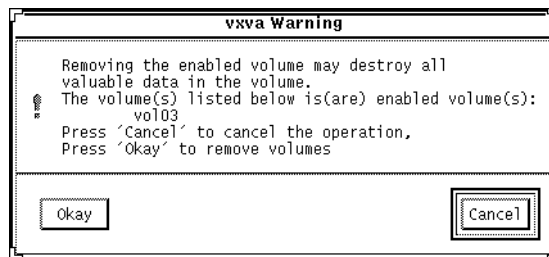 vxva Warning
Removing the enabled volume may destroy all
valuable data in the volume.
The volume(s) listed below is(are) enabled volume(s):
vol03
Press ´Cancel´ to cancel the operation,
Press ´Okay´ to remove volumes
Okay
Cancel